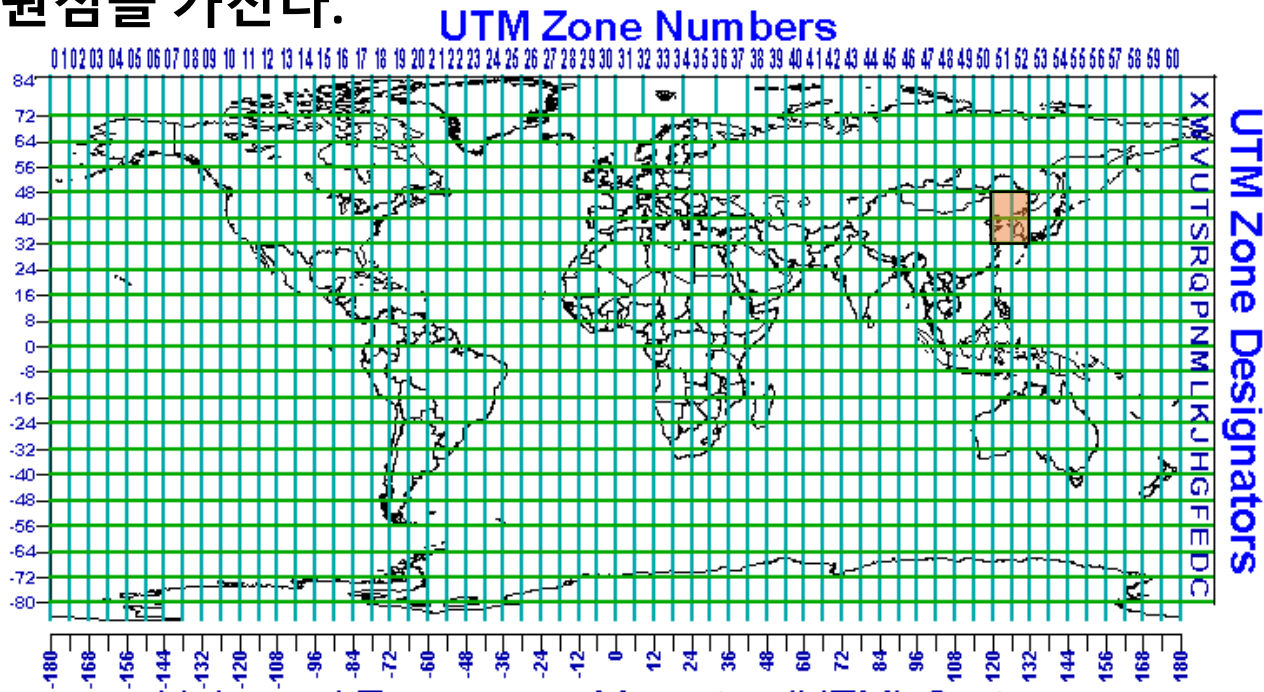 원점을 가진다.
UTM Zone Numbers
01 02 03 04 05 06 07 08 09 10 11 12 13 14 15 16 17 18 19 20 21 22 23 24 25 26 27 28 29 30 31 32 33 34 35 36 37 38 39 40 41 42 43 44 45 46 47 48 49 50 51 52 53 54 55 56 57 58 59 60
84
72
64
56
48
40
32
24
16
8
0
-8
-16
-24
-32
-40
-48
-56
-64
-72
-80
X
W
V
U
T
S
R
Q
P
N
M
L
K
J
H
G
F
E
D
C
UTM Zone Designators
-180 -168 -156 -144 -132 -120 -108 -96 -84 -72 -60 -48 -36 -24 -12 0 12 24 36 48 60 72 84 96 108 120 132 144 156 168 180